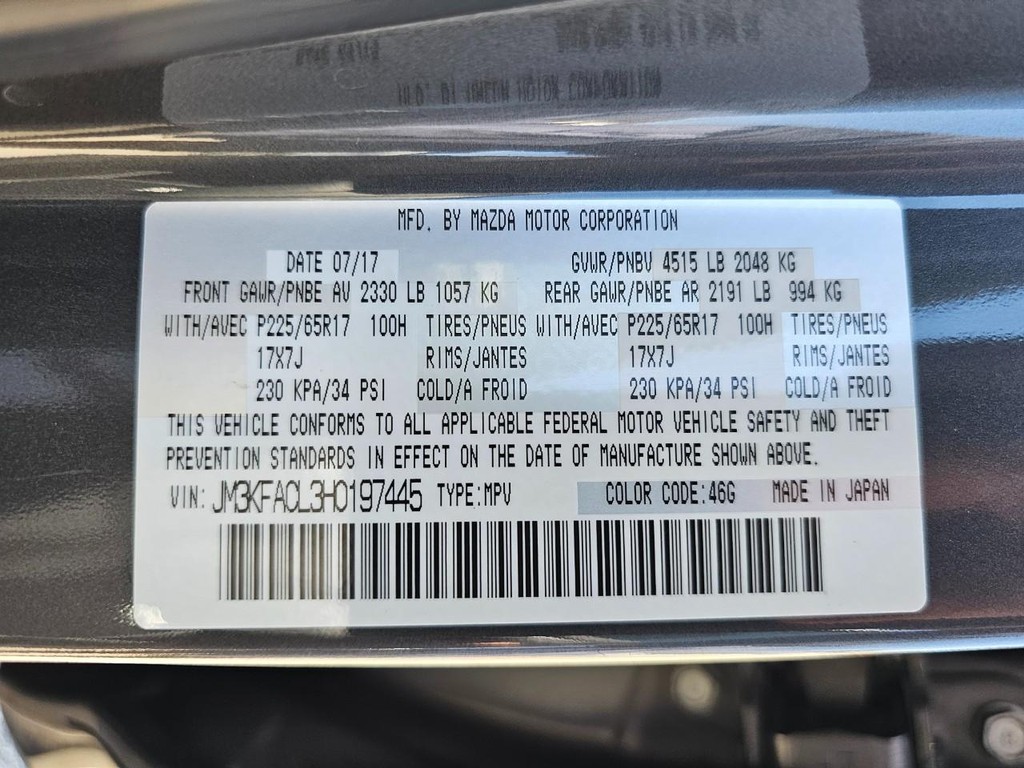 MFD. BY MAZDA MOTOR CORPORATION
DATE 07/17 GVWR/PNBV 4515 LB 2048 KG
FRONT GAWR/PNBE AV 2330 LB 1057 KG REAR GAWR/PNBE AR 2191 LB 994 KG
WITH/AVEC P225/65R17 100H TIRES/PNEUS WITH/AVEC P225/65R17 100H TIRES/PNEUS
17X7J RIMS/JANTES 17X7J RIMS/JANTES
230 KPA/34 PSI COLD/A FROID 230 KPA/34 PSI COLD/A FROID
THIS VEHICLE CONFORMS TO ALL APPLICABLE FEDERAL MOTOR VEHICLE SAFETY AND THEFT
PREVENTION STANDARDS IN EFFECT ON THE DATE OF MANUFACTURE SHOWN ABOVE.
VIN: JM3KFACL3H0197445 TYPE:MPV COLOR CODE:46G MADE IN JAPAN